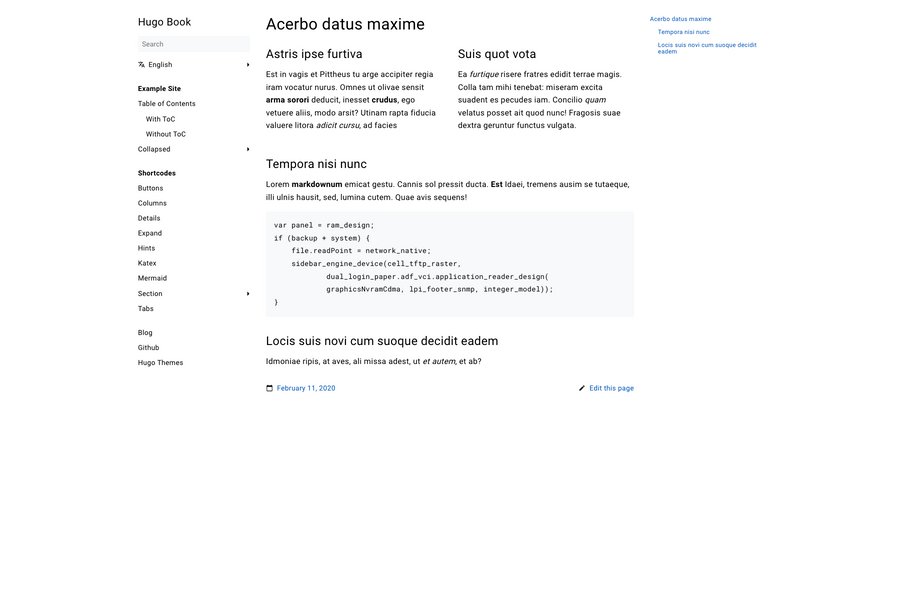 Hugo Book
Search
English
Example Site
Table of Contents
With ToC
Without ToC
Collapsed
Shortcodes
Buttons
Columns
Details
Expand
Hints
Katex
Mermaid
Section
Tabs
Blog
Github
Hugo Themes
Acerbo datus maxime
Astris ipse furtiva
Est in vagis et Pittheus tu arge accipiter regia
iram vocatur nurus. Omnes ut olivae sensit
arma sorori deducit, inesset crudus, ego
vetuere aliis, modo arsit? Utinam rapta fiducia
valuere litora adicit cursu, ad facies
Suis quot vota
Ea furtique risere fratres edidit terrae magis.
Colla tam mihi tenebat: miseram excita
suadent es pecudes iam. Concilio quam
velatus posset ait quod nunc! Fragosis suae
dextra geruntur functus vulgata.
Tempora nisi nunc
Lorem markdownum emicat gestu. Cannis sol pressit ducta. Est Idaei, tremens ausim se tutaeque,
illi ulnis hausit, sed, lumina cutem. Quae avis sequens!
var panel = ram_design;
if (backup + system) {
    file.readPoint = network_native;
    sidebar_engine_device(cell_tftp_raster,
            dual_login_paper.adf_vci.application_reader_design(
            graphicsNvramCdma, lpi_footer_snmp, integer_model));
}
Locis suis novi cum suoque decidit eadem
Idmoniae ripis, at aves, ali missa adest, ut et autem, et ab?
February 11, 2020
Edit this page
Acerbo datus maxime
Tempora nisi nunc
Locis suis novi cum suoque decidit
eadem